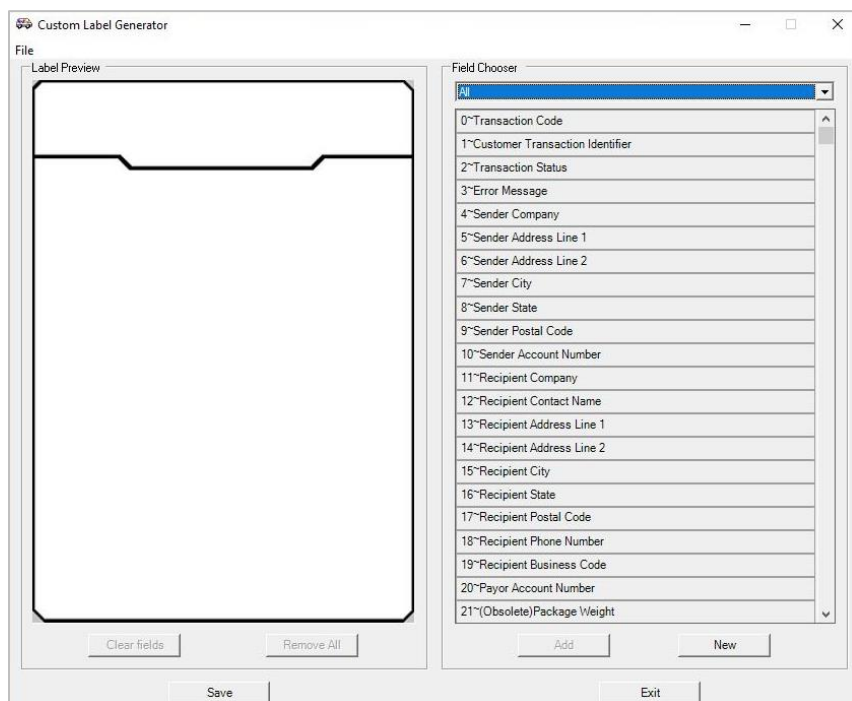 Custom Label Generator
File
Label Preview
Clear fields
Remove All
Save
Field Chooser
All
0~Transaction Code
1~Customer Transaction Identifier
2~Transaction Status
3~Error Message
4~Sender Company
5~Sender Address Line 1
6~Sender Address Line 2
7~Sender City
8~Sender State
9~Sender Postal Code
10~Sender Account Number
11~Recipient Company
12~Recipient Contact Name
13~Recipient Address Line 1
14~Recipient Address Line 2
15~Recipient City
16~Recipient State
17~Recipient Postal Code
18~Recipient Phone Number
19~Recipient Business Code
20~Payor Account Number
21~(Obsolete)Package Weight
Add
New
Exit